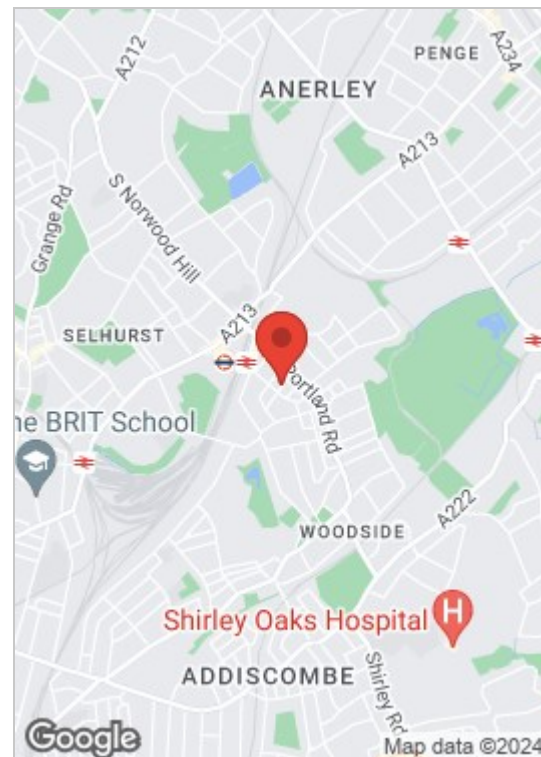 A212
PENGE
A234
ANERLEY
A213
S Norwood Hill
Grange Rd
A213
SELHURST
Portland Rd
he BRIT School
A222
WOODSIDE
Shirley Oaks Hospital
H
ADDISCOMBE
Shirley Rd
Google
Map data ©2024